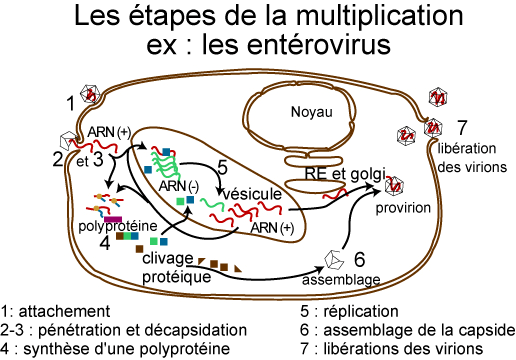 Les étapes de la multiplication
ex : les entérovirus
1
Noyau
7
libération
des virions
ARN (+)
2
et 3
5
ARN (-)
vésicule
RE et golgi
provirion
polyprotéine
4
ARN (+)
clivage
protéique
6
assemblage
1: attachement
2-3 : pénétration et décapsidation
4 : synthèse d'une polyprotéine
5 : réplication
6 : assemblage de la capside
7 : libérations des virions